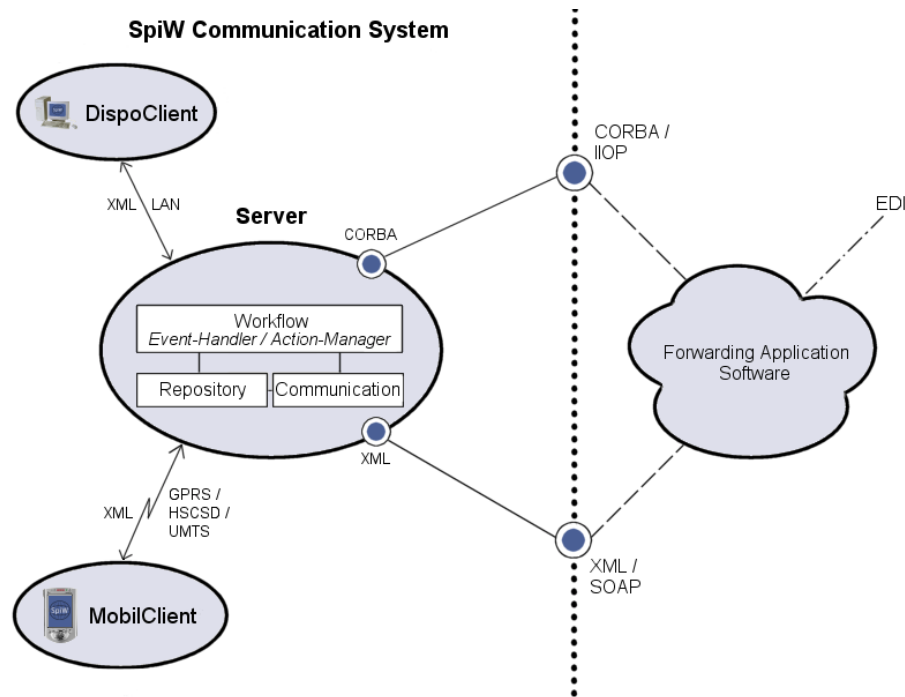 SpiW Communication System
DispoClient
XML LAN
Server
CORBA
CORBA /
IIOP
EDI
Workflow
Event-Handler / Action-Manager
Repository
Communication
Forwarding Application
Software
XML
XML
GPRS /
HSCSD /
UMTS
XML /
SOAP
SpiW
MobilClient